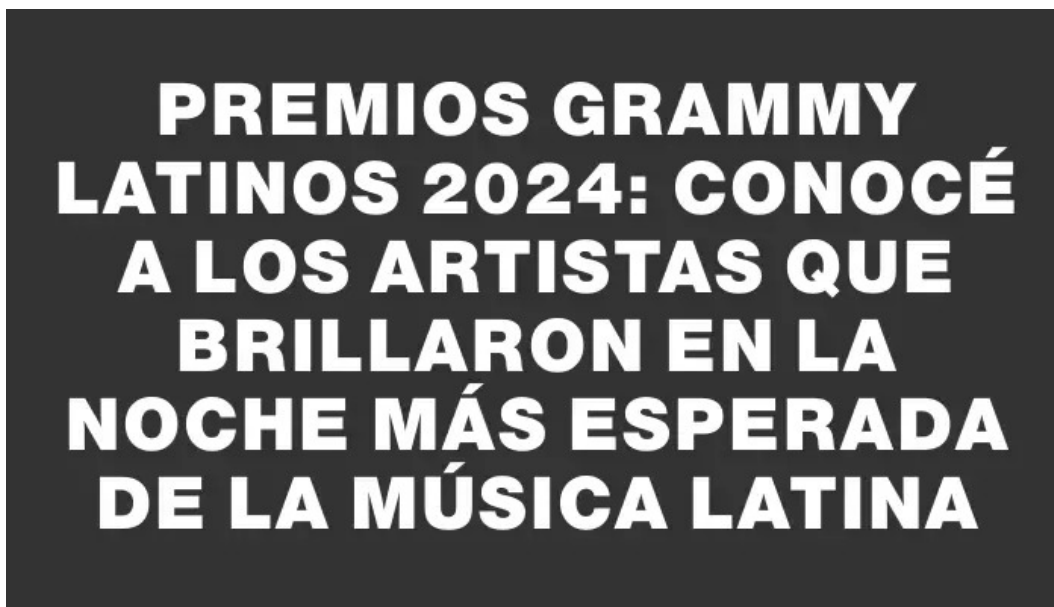 PREMIOS GRAMMY
LATINOS 2024: CONOCÉ
A LOS ARTISTAS QUE
BRILLARON EN LA
NOCHE MÁS ESPERADA
DE LA MÚSICA LATINA